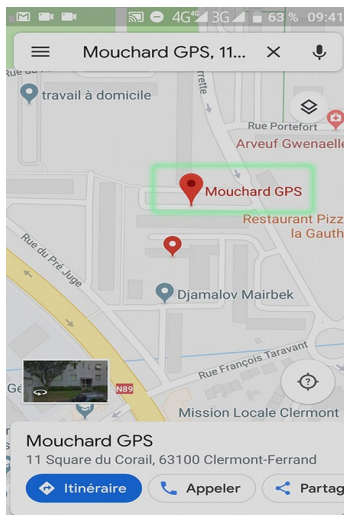 4G 4G 3G 63 % 09:41
Mouchard GPS, 11...
rette
travail à domicile
Rue Portefort
Arveuf Gwenaelle
Mouchard GPS
Restaurant Pizz
la Gauth
Rue du Pré Juge
Djamalov Mairbek
Rue François Taravant
N89
Mission Locale Clermont
Mouchard GPS
11 Square du Corail, 63100 Clermont-Ferrand
Itinéraire
Appeler
Partag